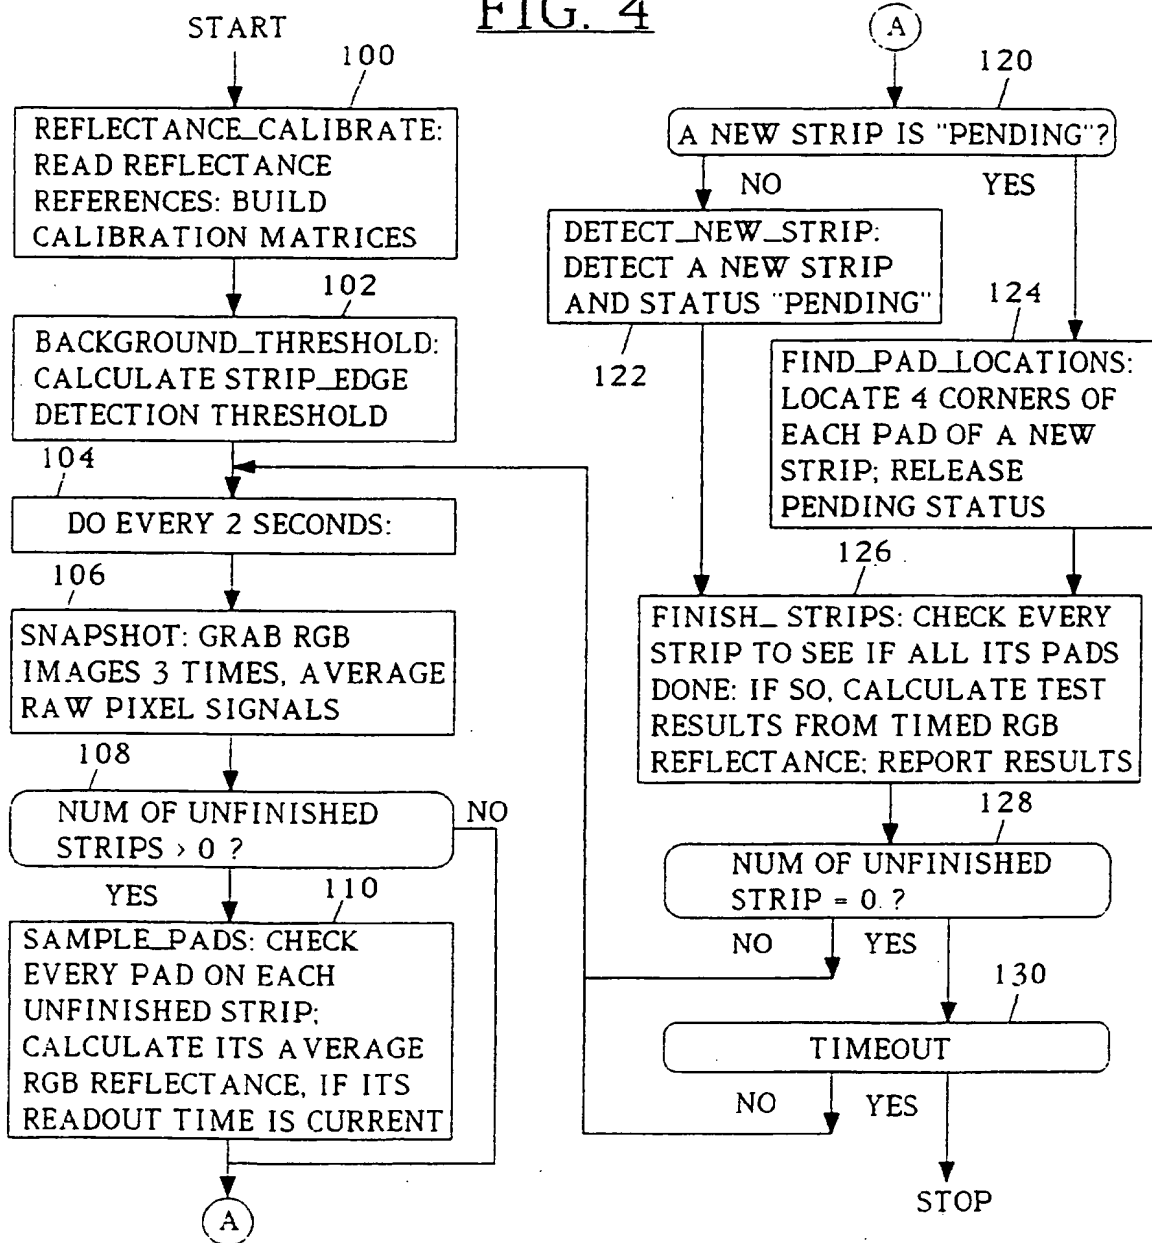 FIG. 4
START
100
REFLECTANCE_CALIBRATE:
READ REFLECTANCE
REFERENCES: BUILD
CALIBRATION MATRICES
102
BACKGROUND_THRESHOLD:
CALCULATE STRIP_EDGE
DETECTION THRESHOLD
104
DO EVERY 2 SECONDS:
106
SNAPSHOT: GRAB RGB
IMAGES 3 TIMES, AVERAGE
RAW PIXEL SIGNALS
108
NUM OF UNFINISHED
STRIPS > 0 ?
NO
YES
110
SAMPLE_PADS: CHECK
EVERY PAD ON EACH
UNFINISHED STRIP;
CALCULATE ITS AVERAGE
RGB REFLECTANCE, IF ITS
READOUT TIME IS CURRENT
A
A
120
A NEW STRIP IS "PENDING"?
NO
YES
DETECT_NEW_STRIP:
DETECT A NEW STRIP
AND STATUS "PENDING"
122
124
FIND_PAD_LOCATIONS:
LOCATE 4 CORNERS OF
EACH PAD OF A NEW
STRIP; RELEASE
PENDING STATUS
126
FINISH_ STRIPS: CHECK EVERY
STRIP TO SEE IF ALL ITS PADS
DONE: IF SO, CALCULATE TEST
RESULTS FROM TIMED RGB
REFLECTANCE; REPORT RESULTS
128
NUM OF UNFINISHED
STRIP = 0 ?
NO
YES
130
TIMEOUT
NO
YES
STOP